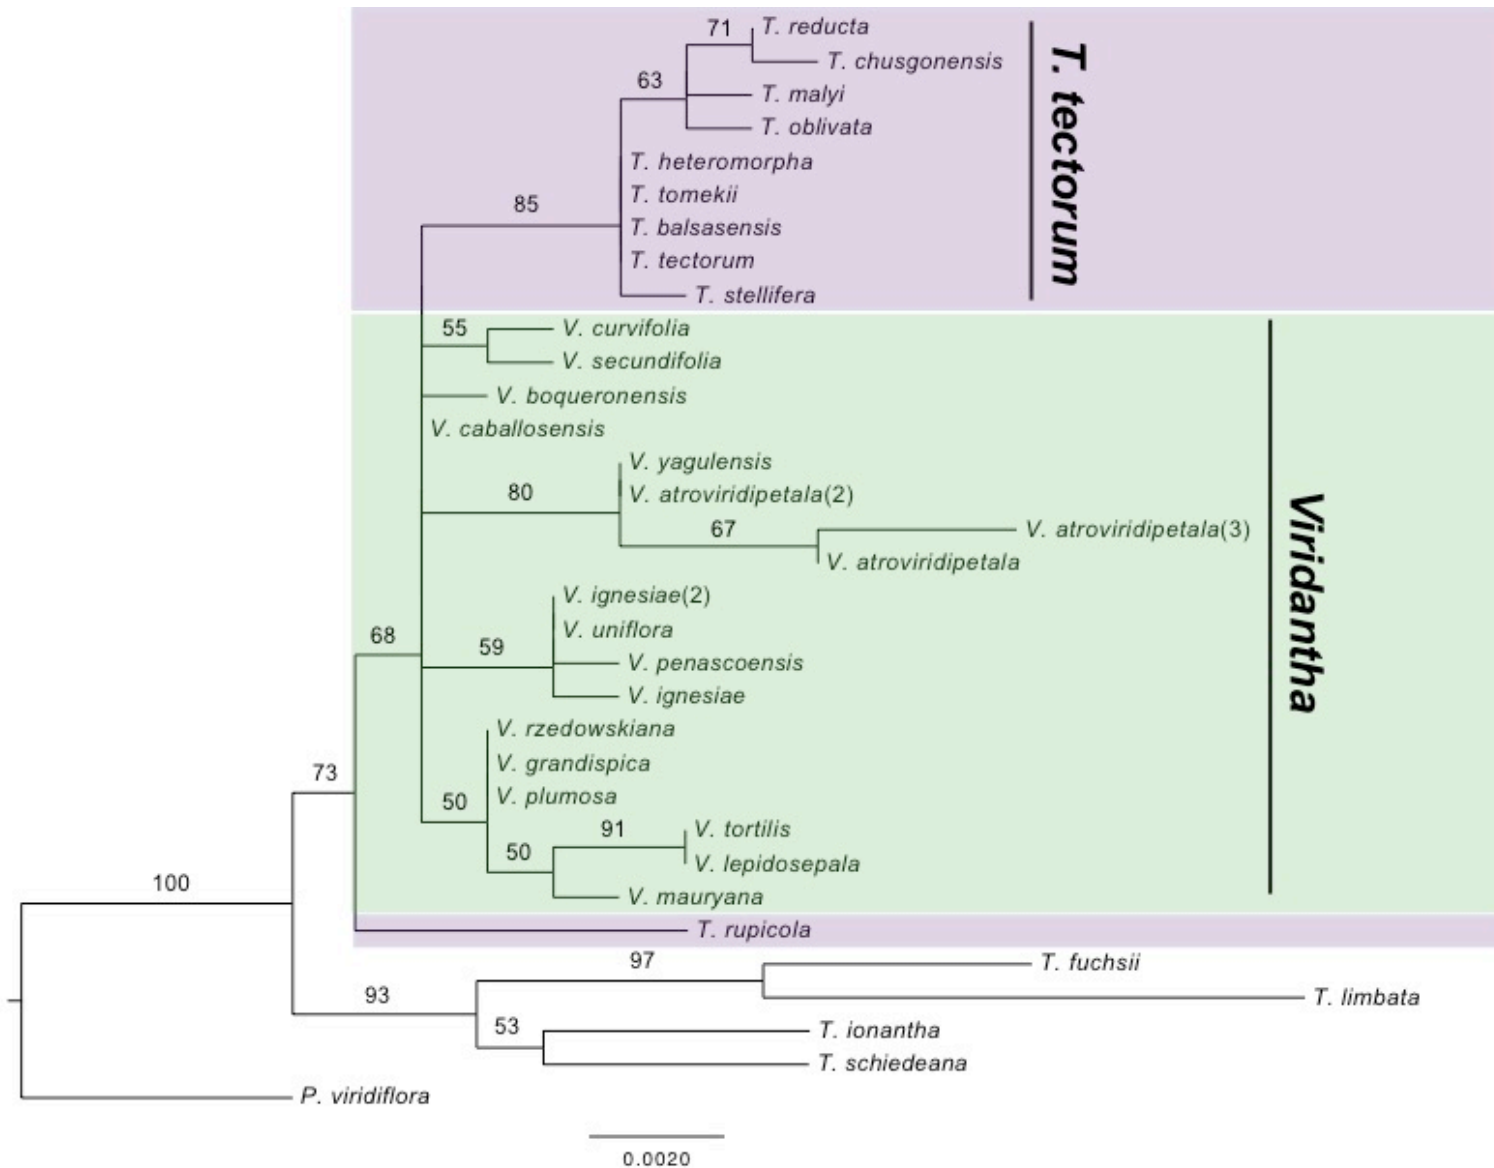 71
T. reducta
T. chusgonensis
63
T. malyi
T. oblivata
T. heteromorpha
T. tomekii
85
T. balsasensis
T. tectorum
T. stellifera
T. tectorum
55
V. curvifolia
V. secundifolia
V. boqueronensis
V. caballosensis
V. yagulensis
80
V. atroviridipetala(2)
67
V. atroviridipetala(3)
V. atroviridipetala
V. ignesiae(2)
V. uniflora
68
59
V. penascoensis
V. ignesiae
Viridantha
V. rzedowskiana
V. grandispica
73
V. plumosa
50
91
V. tortilis
50
V. lepidosepala
100
V. mauryana
T. rupicola
97
T. fuchsii
93
T. limbata
53
T. ionantha
T. schiedeana
P. viridiflora
0.0020